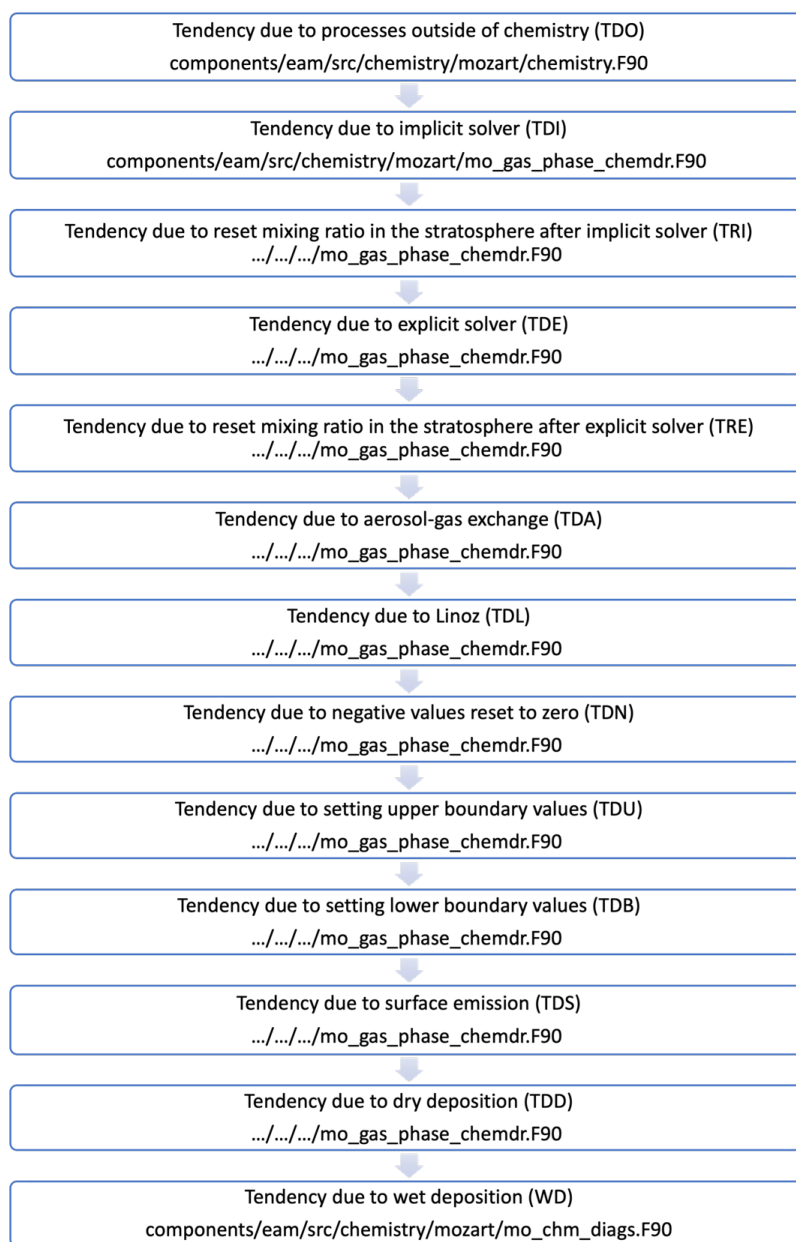 Tendency due to processes outside of chemistry (TDO)
components/eam/src/chemistry/mozart/chemistry.F90
Tendency due to implicit solver (TDI)
components/eam/src/chemistry/mozart/mo_gas_phase_chemdr.F90
Tendency due to reset mixing ratio in the stratosphere after implicit solver (TRI)
.../.../.../mo_gas_phase_chemdr.F90
Tendency due to explicit solver (TDE)
.../.../.../mo_gas_phase_chemdr.F90
Tendency due to reset mixing ratio in the stratosphere after explicit solver (TRE)
.../.../.../mo_gas_phase_chemdr.F90
Tendency due to aerosol-gas exchange (TDA)
.../.../.../mo_gas_phase_chemdr.F90
Tendency due to Linoz (TDL)
.../.../.../mo_gas_phase_chemdr.F90
Tendency due to negative values reset to zero (TDN)
.../.../.../mo_gas_phase_chemdr.F90
Tendency due to setting upper boundary values (TDU)
.../.../.../mo_gas_phase_chemdr.F90
Tendency due to setting lower boundary values (TDB)
.../.../.../mo_gas_phase_chemdr.F90
Tendency due to surface emission (TDS)
.../.../.../mo_gas_phase_chemdr.F90
Tendency due to dry deposition (TDD)
.../.../.../mo_gas_phase_chemdr.F90
Tendency due to wet deposition (WD)
components/eam/src/chemistry/mozart/mo_chm_diags.F90